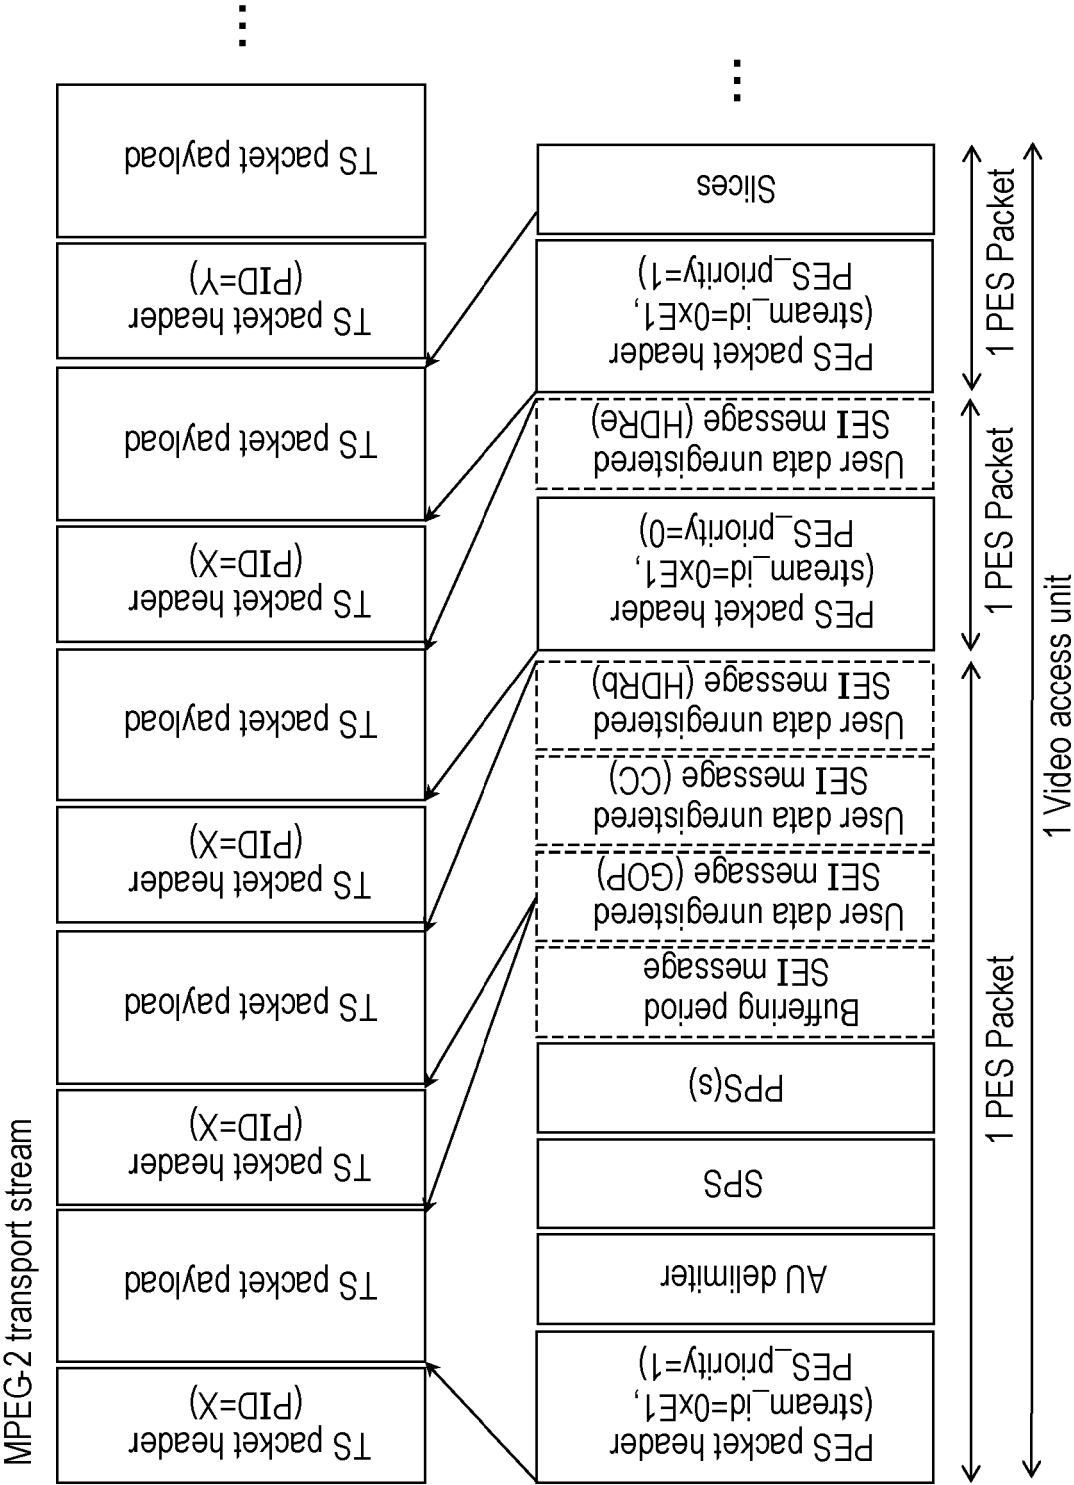 MPEG-2 transport stream
TS packet header
(PID=X)
TS packet payload
TS packet header
(PID=X)
TS packet payload
TS packet header
(PID=X)
TS packet payload
TS packet header
(PID=X)
TS packet payload
TS packet header
(PID=Y)
TS packet payload
...
PES packet header
(stream_id=0xE1,
PES_priority=1)
AU delimiter
SPS
PPS(s)
Buffering period
SEI message
User data unregistered
SEI message (GOP)
User data unregistered
SEI message (CC)
User data unregistered
SEI message (HDRb)
PES packet header
(stream_id=0xE1,
PES_priority=0)
User data unregistered
SEI message (HDRe)
PES packet header
(stream_id=0xE1,
PES_priority=1)
Slices
...
1 PES Packet
1 PES Packet
1 PES Packet
1 Video access unit